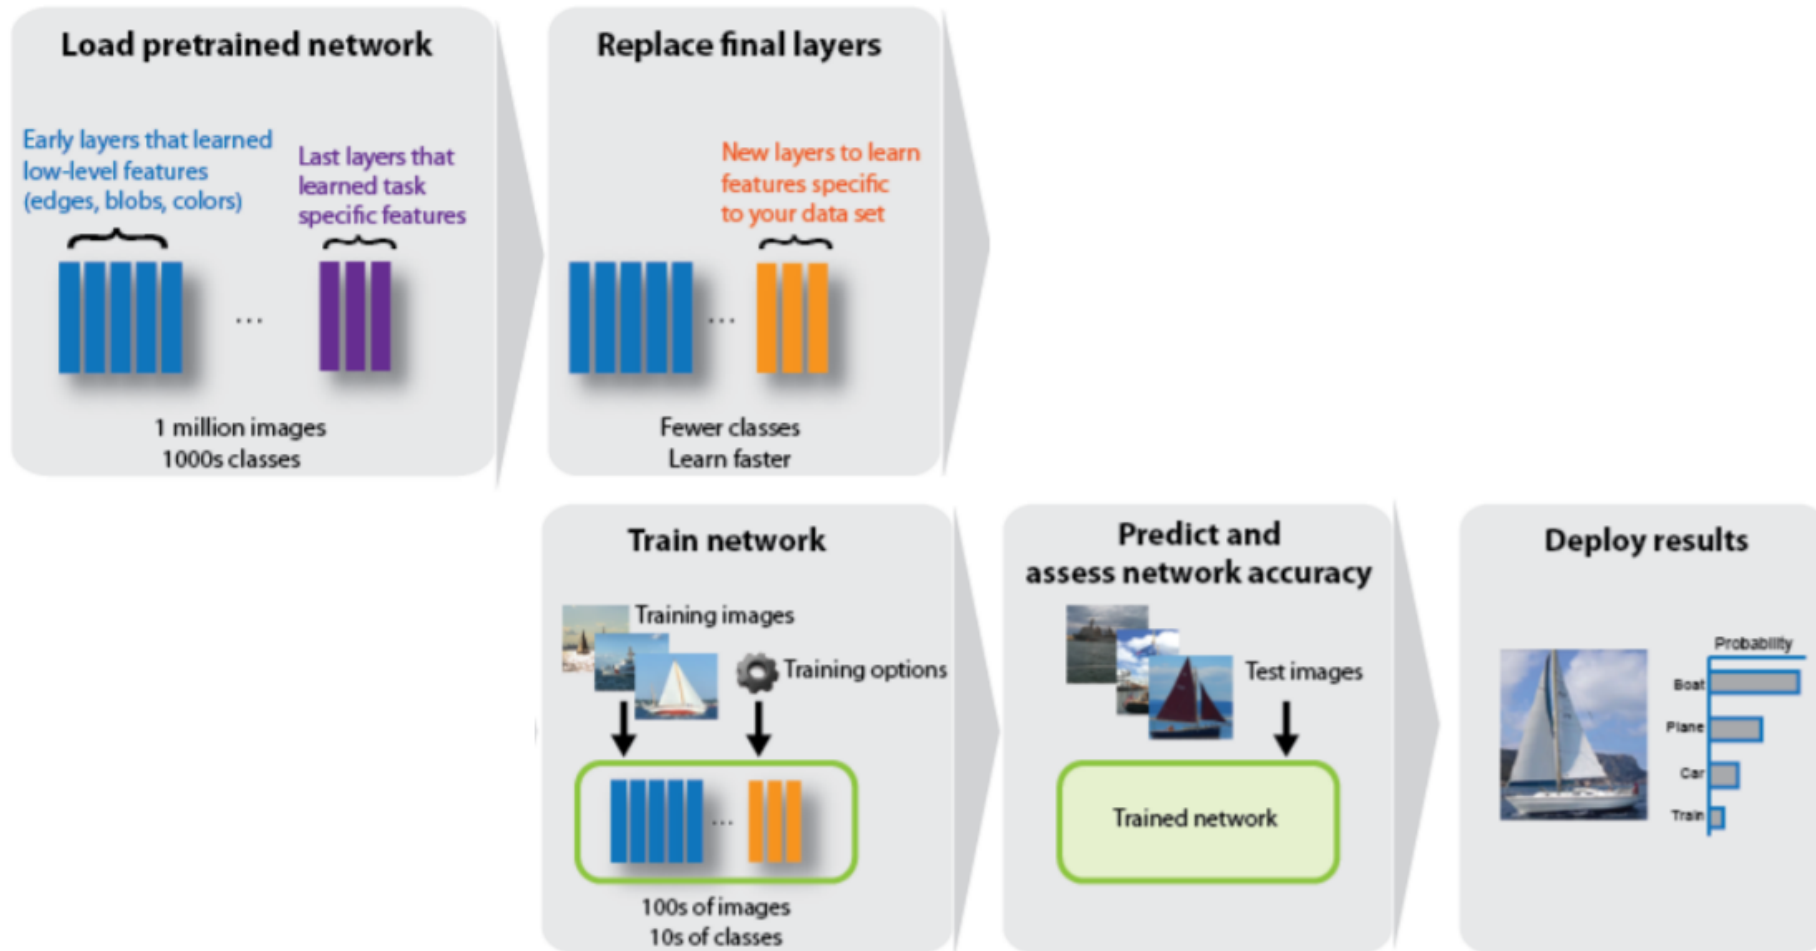 Load pretrained network
Early layers that learned
low-level features
(edges, blobs, colors)
Last layers that
learned task
specific features
...
1 million images
1000s classes
Replace final layers
New layers to learn
features specific
to your data set
...
Fewer classes
Learn faster
Train network
Training images
Training options
...
100s of images
10s of classes
Predict and
assess network accuracy
Test images
Trained network
Deploy results
Probability
Boat
Plane
Car
Train